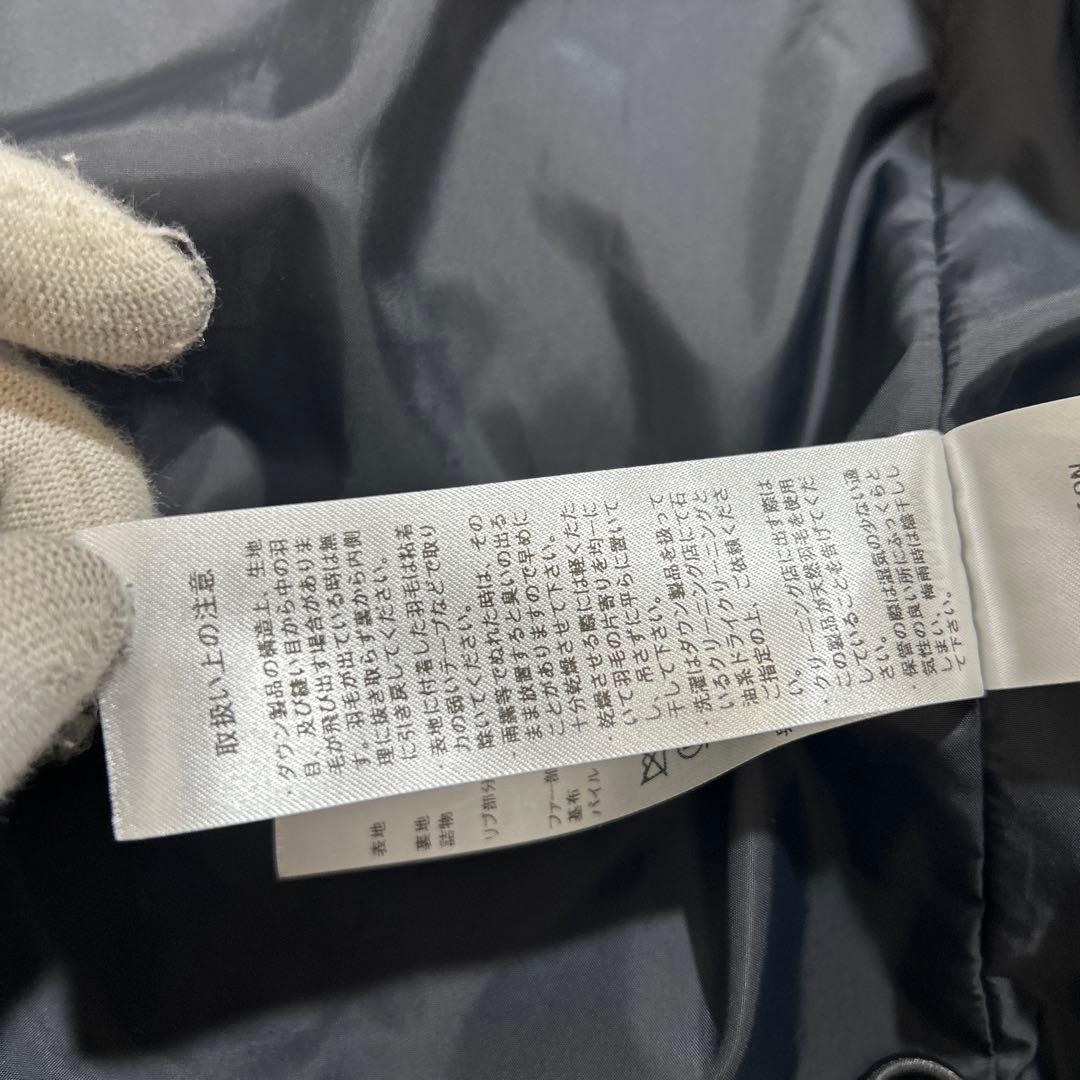 取扱い上の注意
ダウン製品の構造上、生地
目、及び縫い目から中の羽
毛が飛び出す場合がありま
す。羽毛が出ている時は無
理に抜き取らず裏から内側
に引き戻してください。
・表地に付着した羽毛は粘着
力の弱いテープなどで取り
除いてください。
・雨露等でぬれた時は、その
まま放置すると臭いの出る
ことがありますので早めに
十分乾燥させて下さい。
乾燥させる際には軽くたた
いて羽毛の片寄りを均一に
し、吊さずに平らに置いて
干して下さい。
・洗濯はダウン製品を扱って
いるクリーニング店にて石
油系ドライクリーニングと
ご指定の上、ご依頼くださ
い。
・クリーニング店に出す際は
この製品が天然羽毛を使用
していることを告げてくだ
さい。
・保管の際は湿気の少ない通
気性の良い所にふっくらと
しまい、梅雨時は陰干しし
て下さい。
表地
裏地
詰物
リブ部分
ファー部
基布
パイル